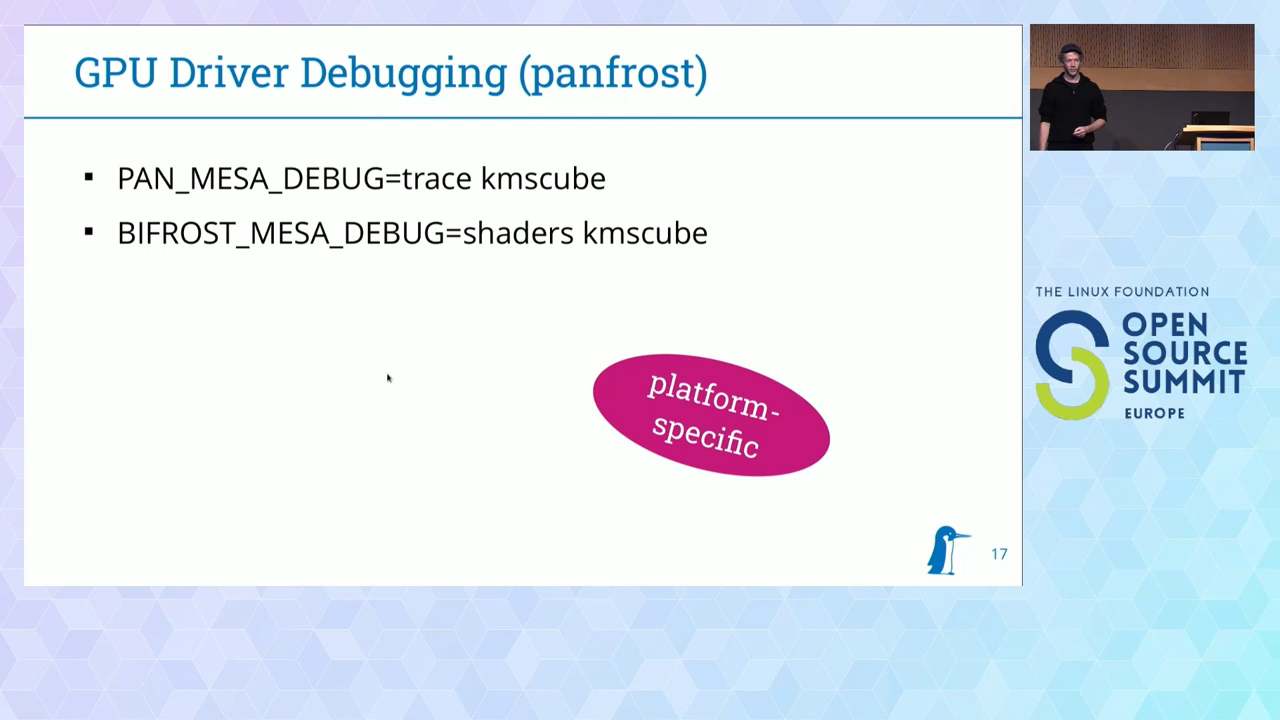 GPU Driver Debugging (panfrost)
▪ PAN_MESA_DEBUG=trace kmscube
▪ BIFROST_MESA_DEBUG=shaders kmscube
platform-
specific
17
THE LINUX FOUNDATION
OPEN
SOURCE
SUMMIT
EUROPE